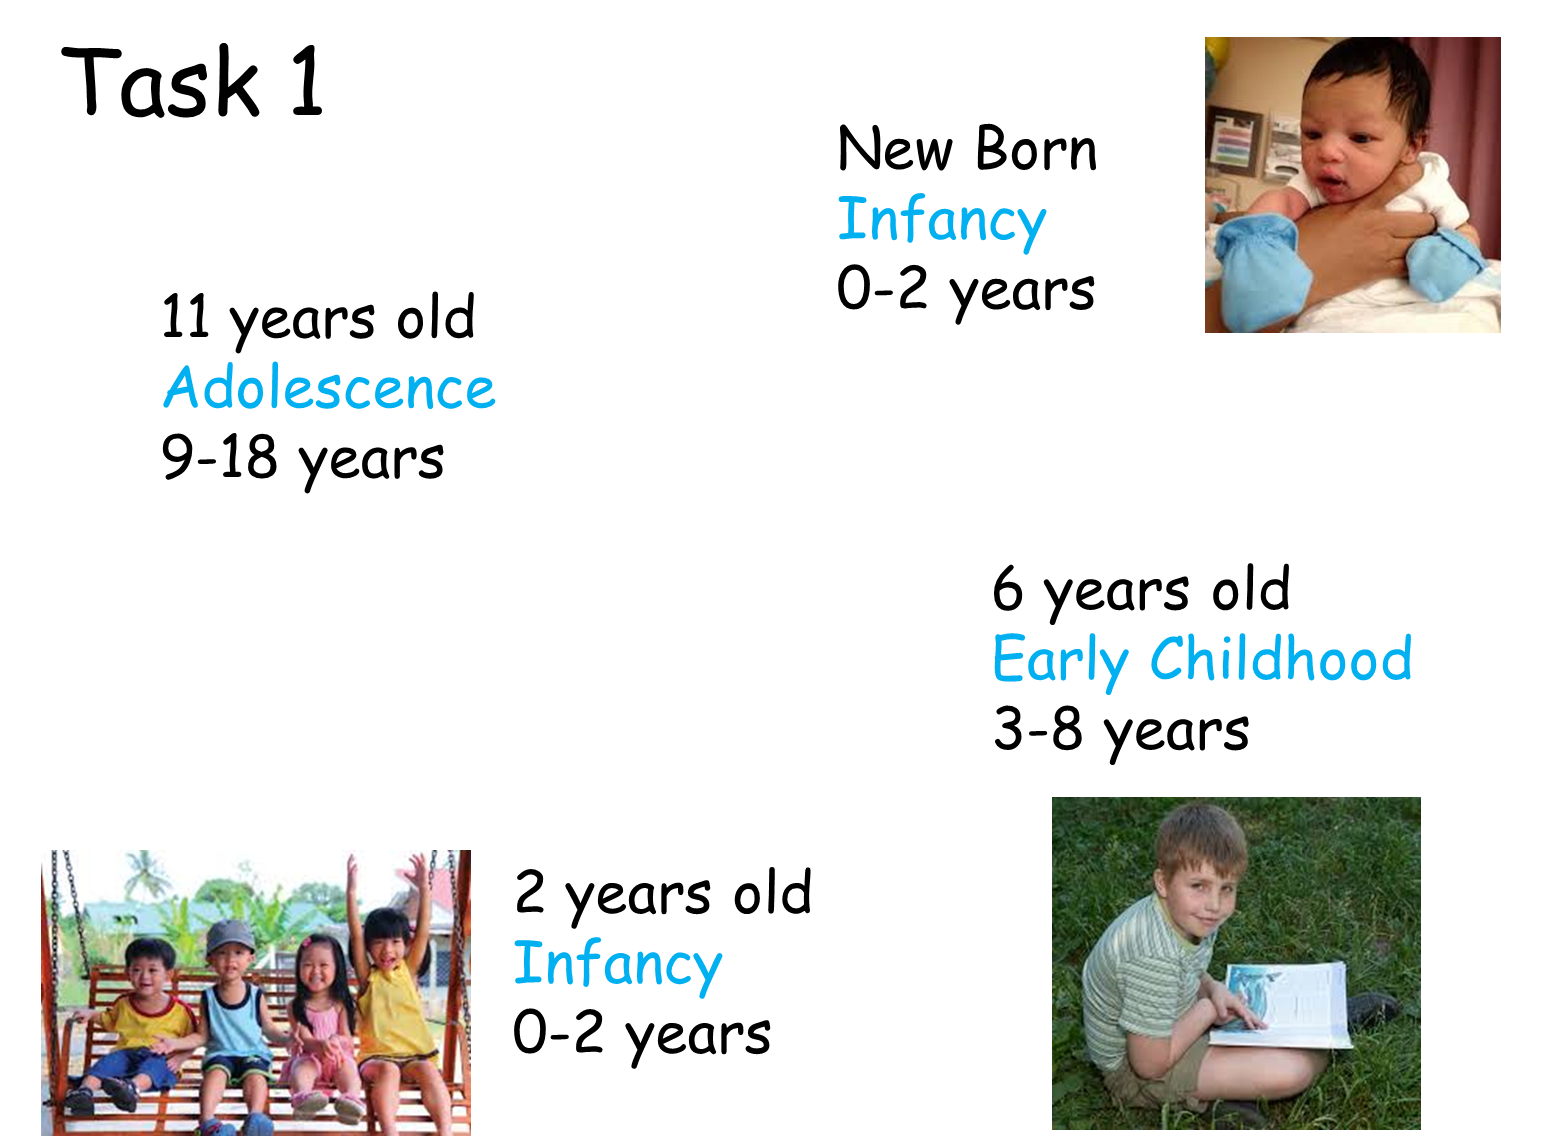 Task 1
New Born
Infancy
0-2 years
11 years old
Adolescence
9-18 years
6 years old
Early Childhood
3-8 years
2 years old
Infancy
0-2 years